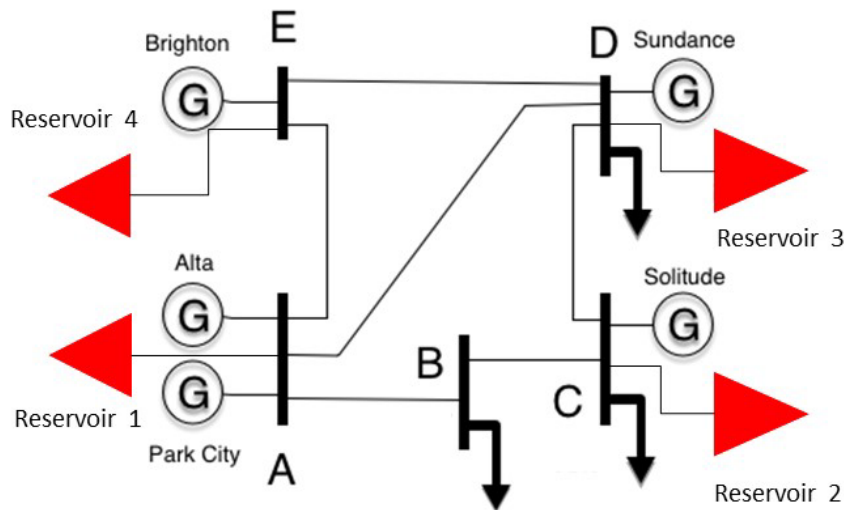 Brighton
E
D
Sundance
G
G
Reservoir 4
Reservoir 3
Alta
G
Solitude
G
B
G
Reservoir 1
C
Park City
A
Reservoir 2